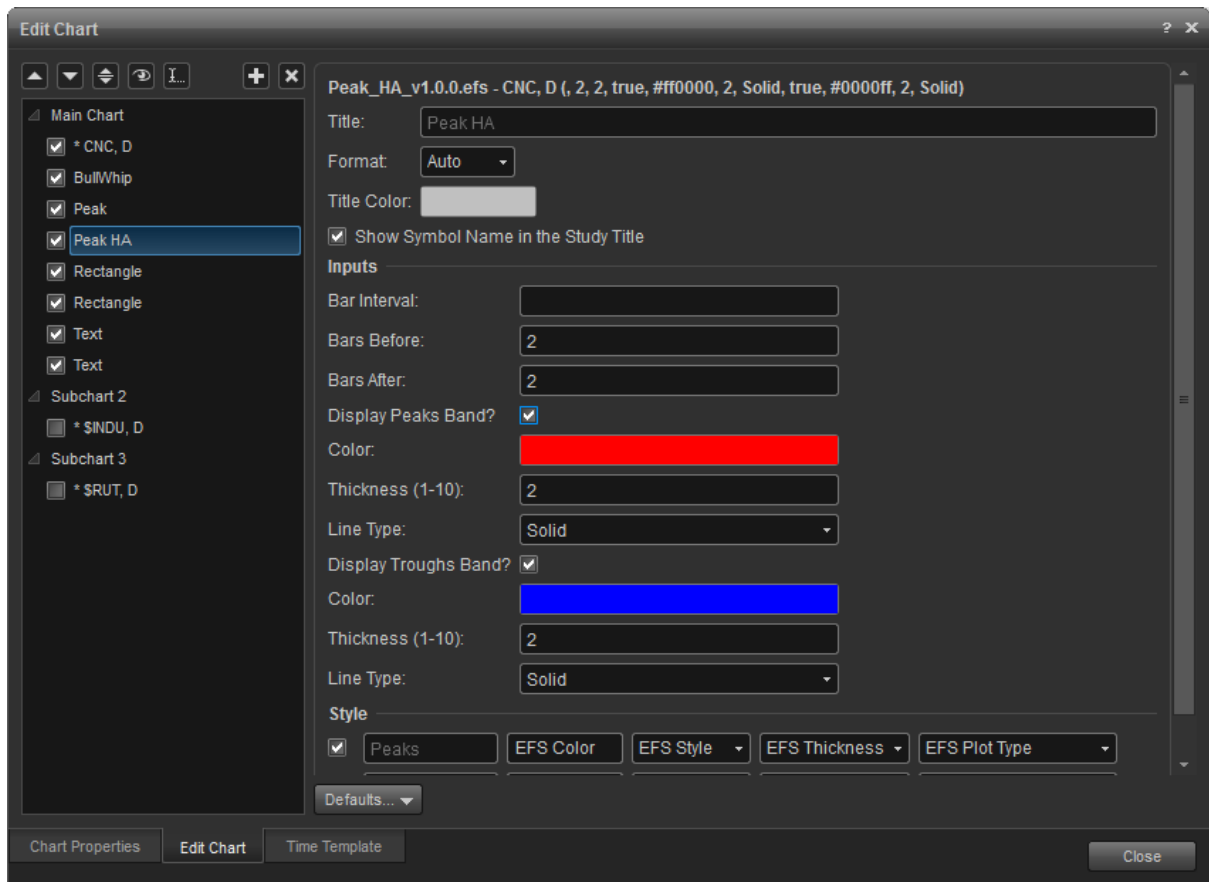 Edit Chart
Peak_HA_v1.0.0.efs - CNC, D (, 2, 2, true, #ff0000, 2, Solid, true, #0000ff, 2, Solid)
Main Chart
* CNC, D
BullWhip
Peak
Peak HA
Rectangle
Rectangle
Text
Text
Subchart 2
* $INDU, D
Subchart 3
* $RUT, D
Title: Peak HA
Format: Auto
Title Color:
Show Symbol Name in the Study Title
Inputs
Bar Interval:
Bars Before: 2
Bars After: 2
Display Peaks Band?
Color:
Thickness (1-10): 2
Line Type: Solid
Display Troughs Band?
Color:
Thickness (1-10): 2
Line Type: Solid
Style
Peaks EFS Color EFS Style EFS Thickness EFS Plot Type
Defaults...
Chart Properties Edit Chart Time Template
Close